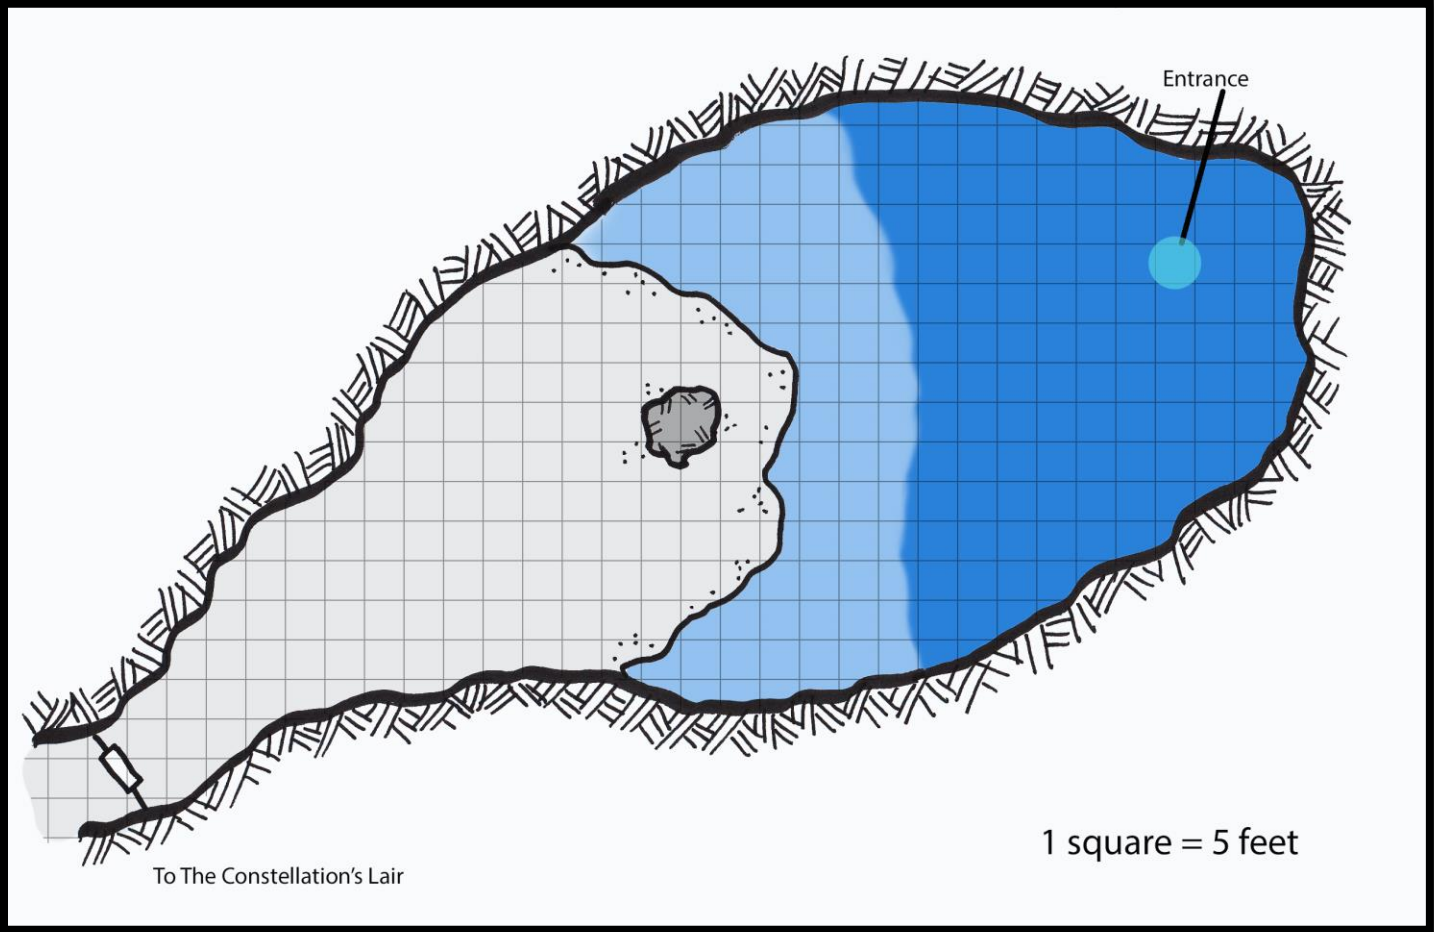 Entrance
1 square = 5 feet
To The Constellation's Lair